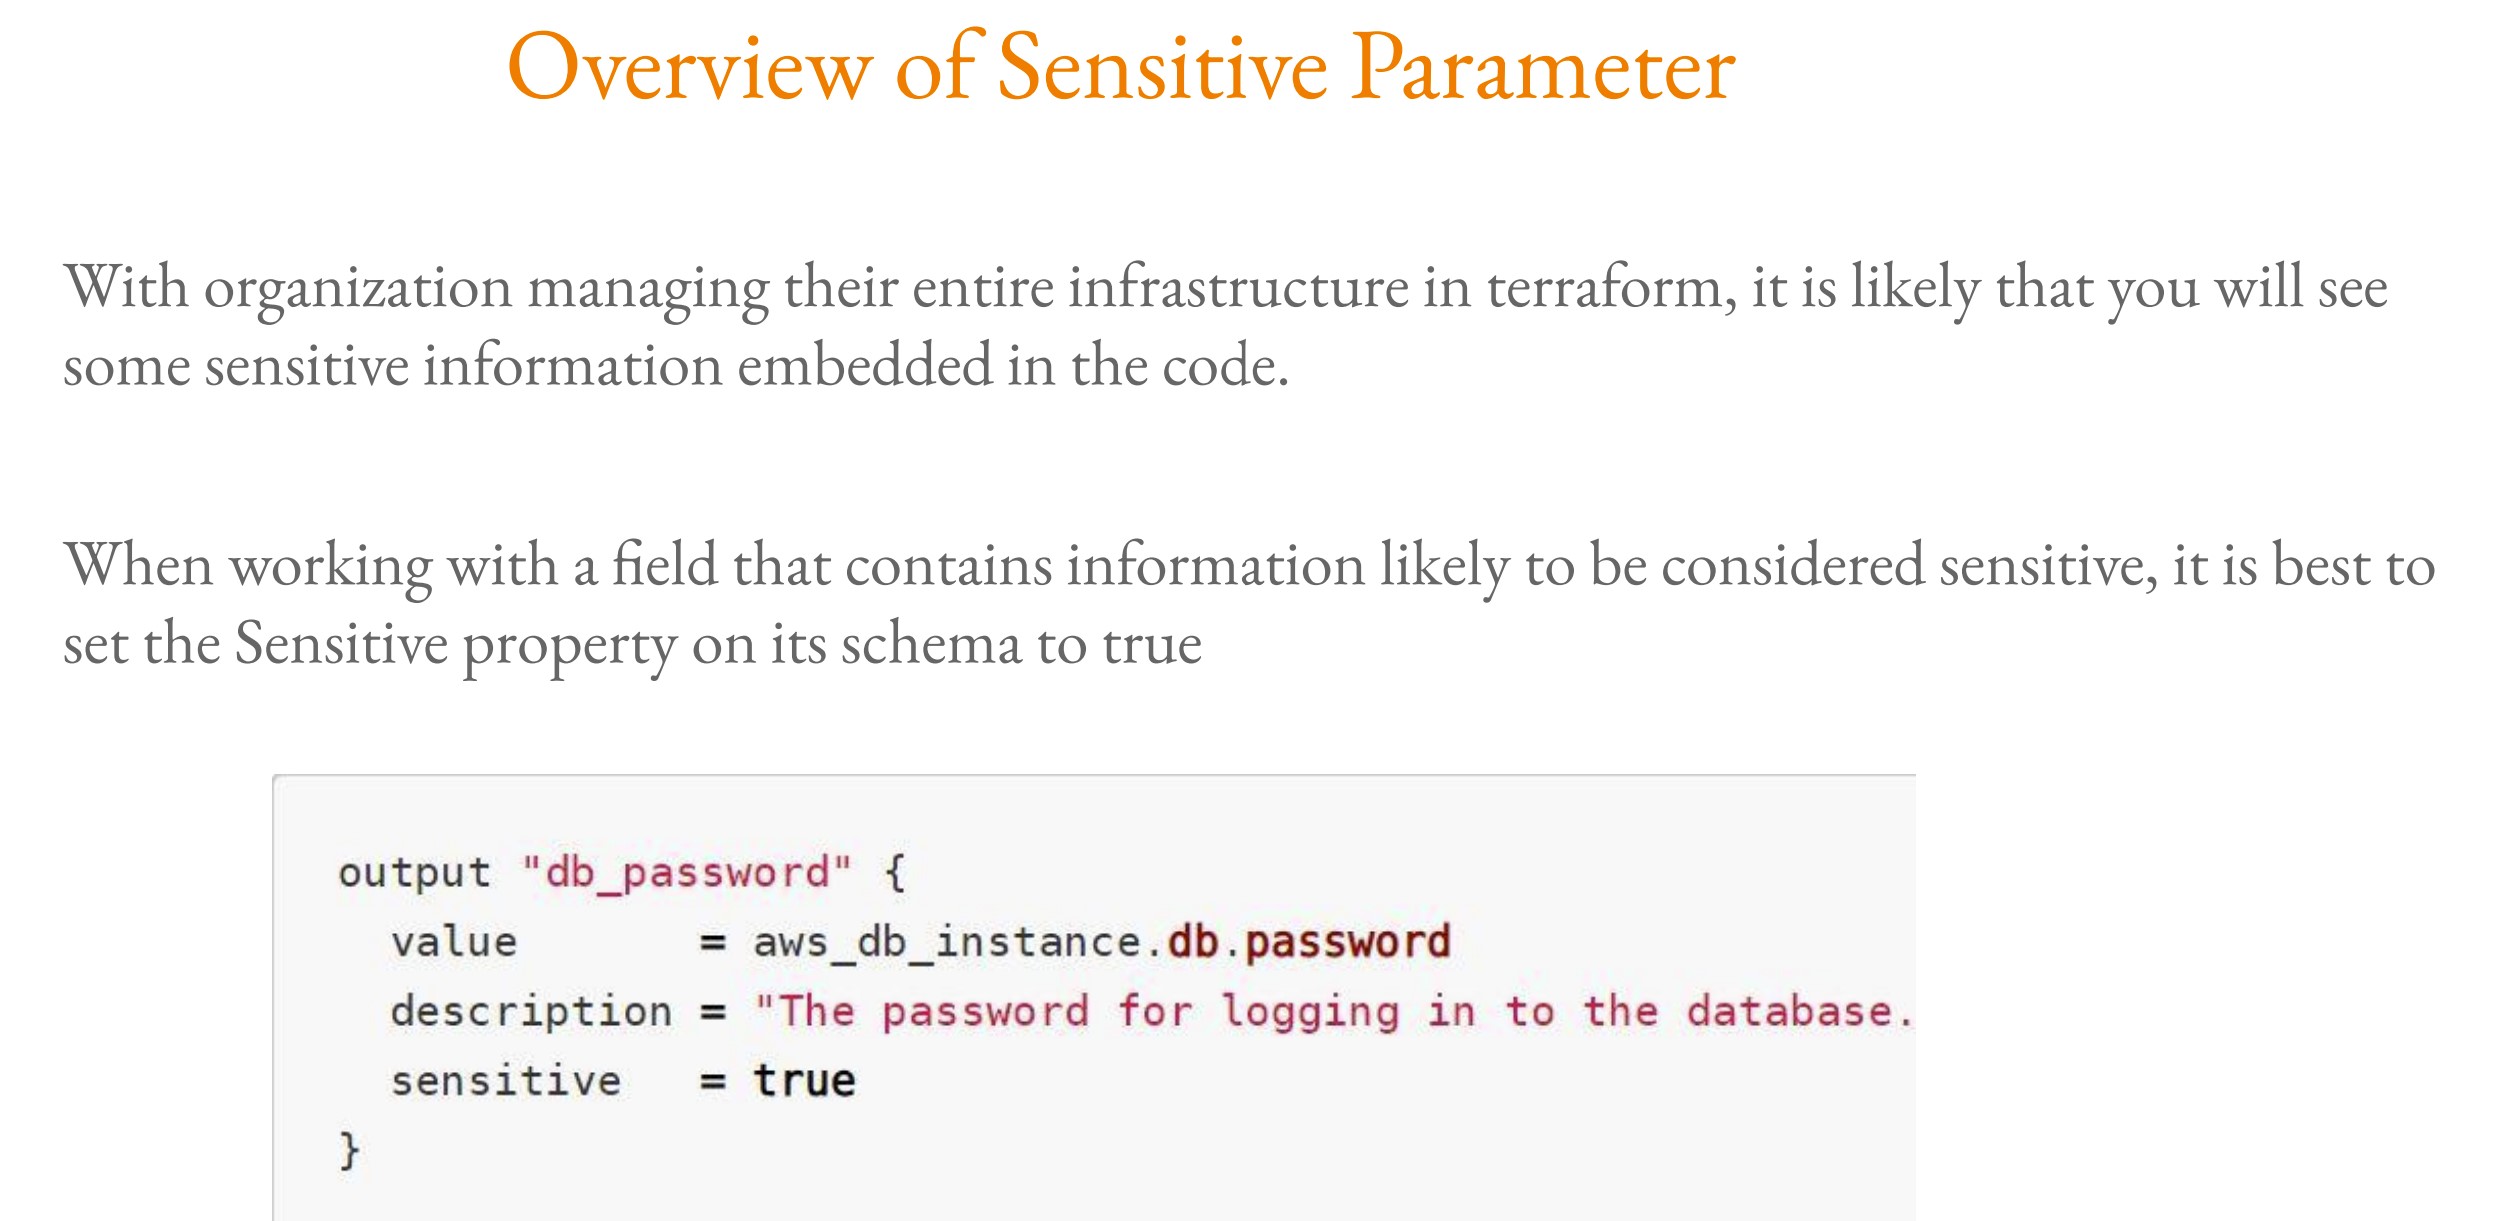 Overview of Sensitive Parameter
With organization managing their entire infrastructure in terraform, it is likely that you will see
some sensitive information embedded in the code.
When working with a field that contains information likely to be considered sensitive, it is best to
set the Sensitive property on its schema to true
output "db_password" {
  value       = aws_db_instance.db.password
  description = "The password for logging in to the database.
  sensitive   = true
}